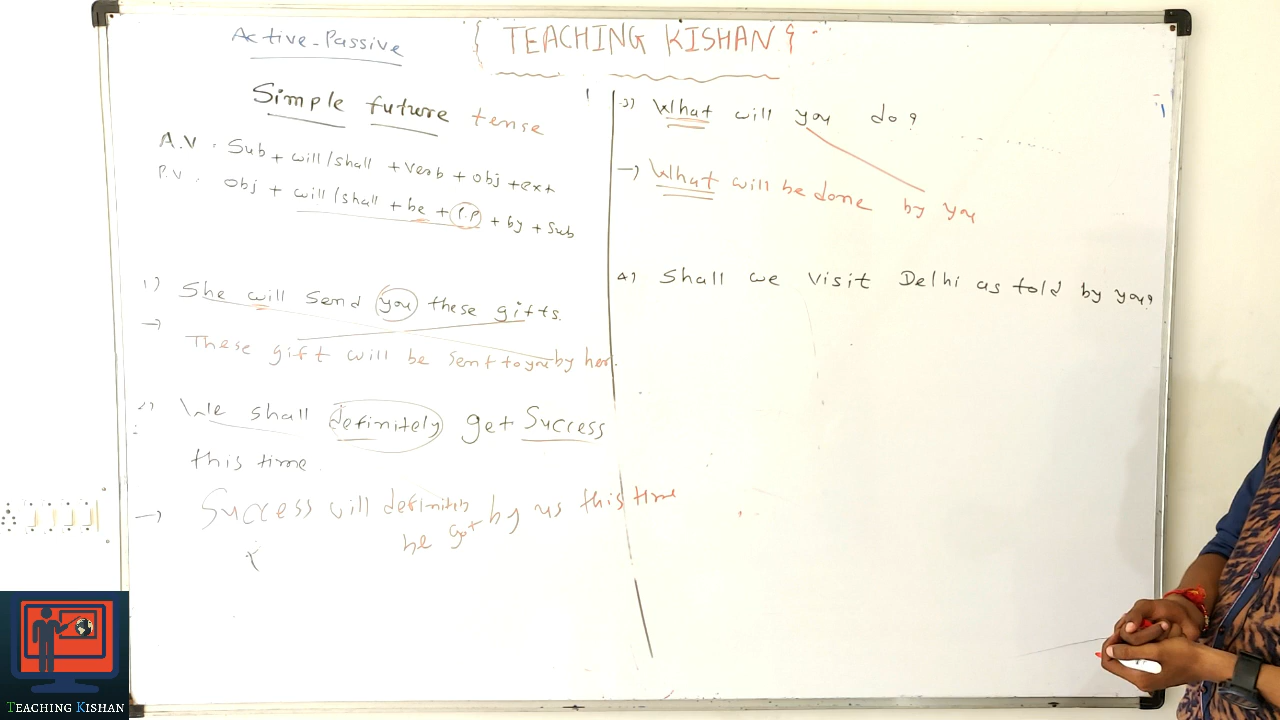 Active-Passive
{ TEACHING KISHAN }
Simple future tense
A.V. Sub + will/shall + verb + obj + ext
P.V. Obj + will/shall + be + P.P + by + sub
1) She will send you these gifts.
→ These gift will be sent to you by her.
2) We shall definitely get Success
this time.
→ Success will definitely by us this time
be got
3) What will you do?
→ What will be done by you
4) Shall we visit Delhi as told by you?
TEACHING KISHAN